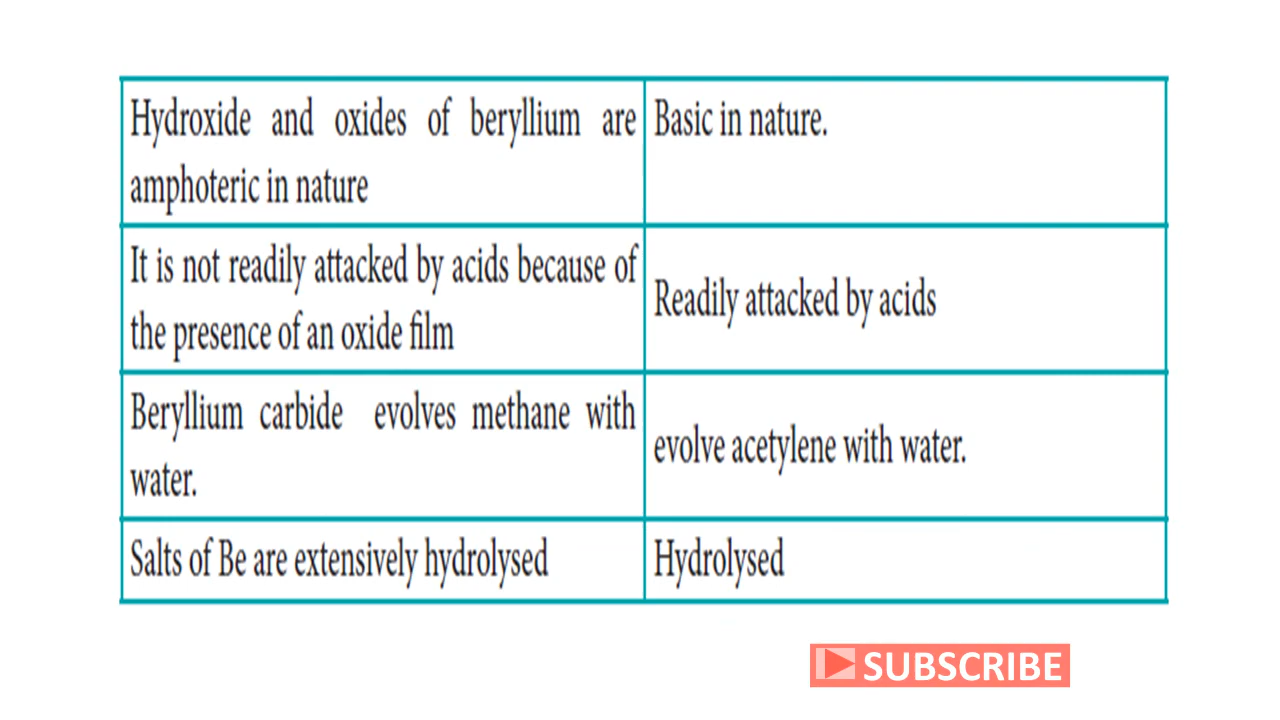 Hydroxide and oxides of beryllium are
amphoteric in nature
Basic in nature.
It is not readily attacked by acids because of
the presence of an oxide film
Readily attacked by acids
Beryllium carbide evolves methane with
water.
evolve acetylene with water.
Salts of Be are extensively hydrolysed
Hydrolysed
SUBSCRIBE